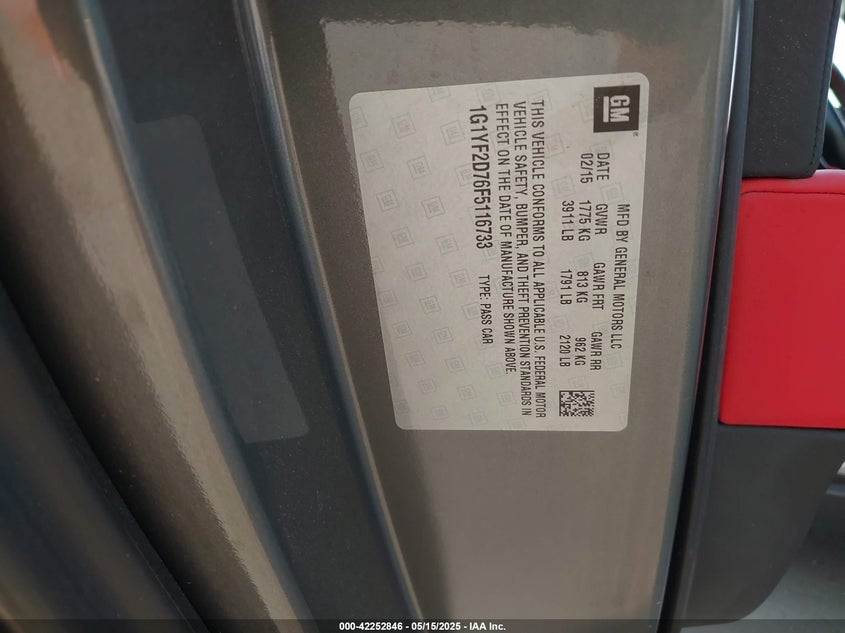 GM
MFD BY GENERAL MOTORS LLC
DATE GVWR GAWR FRT GAWR RR
02/15 1775 KG 813 KG 962 KG
3911 LB 1791 LB 2120 LB
THIS VEHICLE CONFORMS TO ALL APPLICABLE U.S. FEDERAL MOTOR
VEHICLE SAFETY, BUMPER, AND THEFT PREVENTION STANDARDS IN
EFFECT ON THE DATE OF MANUFACTURE SHOWN ABOVE.
1G1YF2D76F5116733 TYPE: PASS CAR
000-42252846 - 05/15/2025 - IAA Inc.